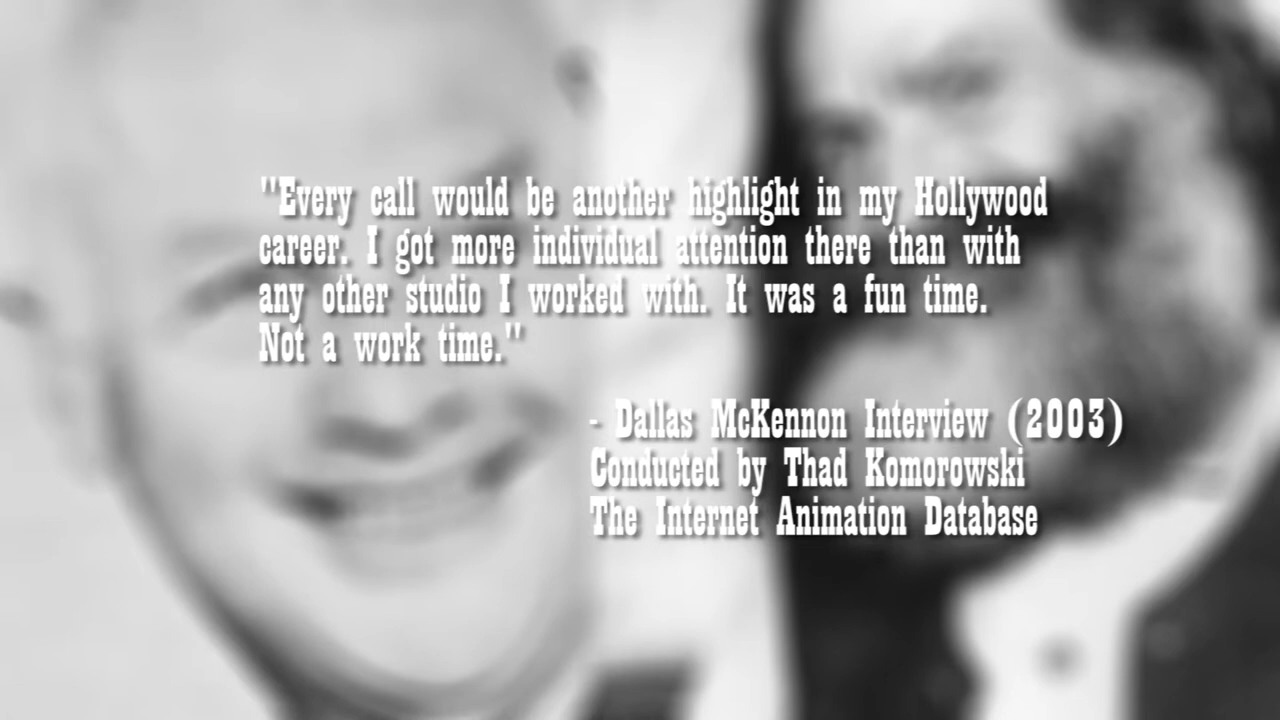 "Every call would be another highlight in my Hollywood
career. I got more individual attention there than with
any other studio I worked with. It was a fun time.
Not a work time."
- Dallas McKennon Interview (2003)
Conducted by Thad Komorowski
The Internet Animation Database